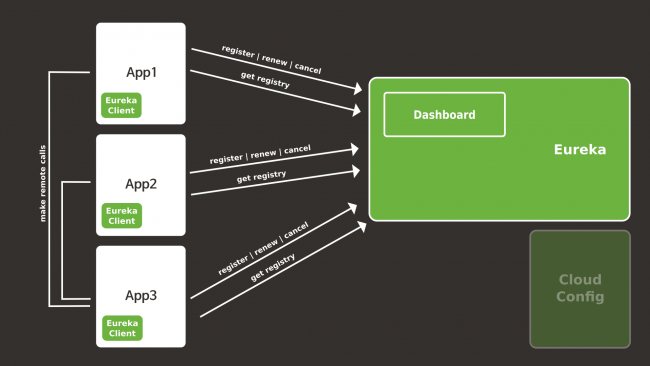 App1
Eureka
Client
register | renew | cancel
get registry
Dashboard
Eureka
make remote calls
App2
Eureka
Client
register | renew | cancel
get registry
App3
Eureka
Client
register | renew | cancel
get registry
Cloud
Config